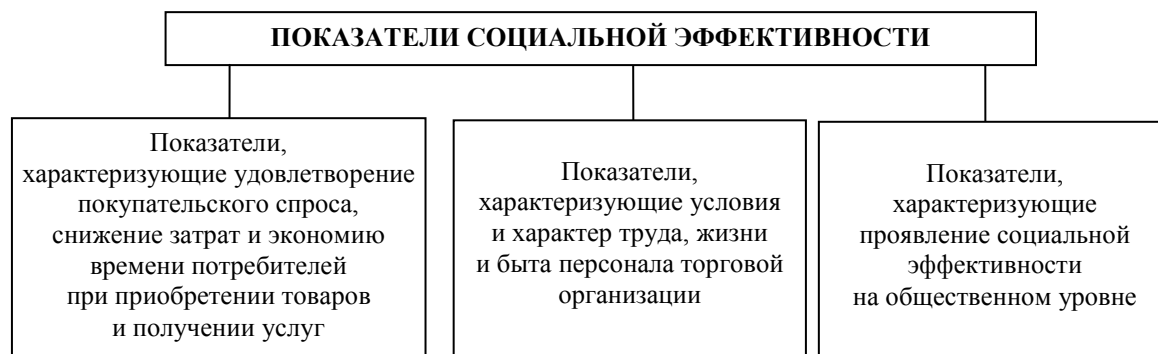 ПОКАЗАТЕЛИ СОЦИАЛЬНОЙ ЭФФЕКТИВНОСТИ
Показатели,
характеризующие удовлетворение
покупательского спроса,
снижение затрат и экономию
времени потребителей
при приобретении товаров
и получении услуг
Показатели,
характеризующие условия
и характер труда, жизни
и быта персонала торговой
организации
Показатели,
характеризующие
проявление социальной
эффективности
на общественном уровне